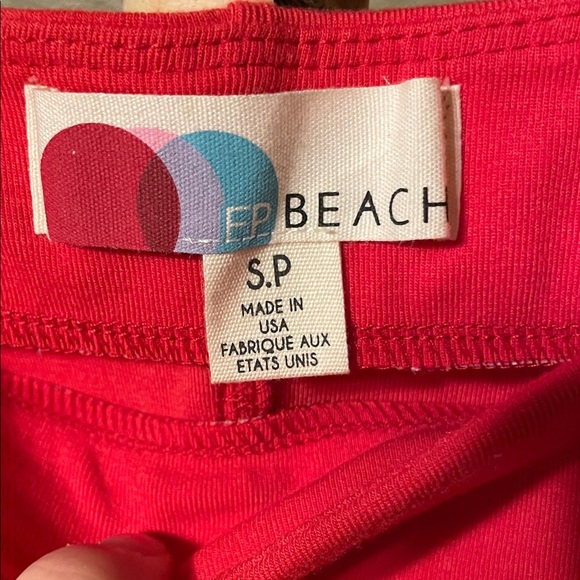 FP BEACH
S.P
MADE IN
USA
FABRIQUE AUX
ETATS UNIS